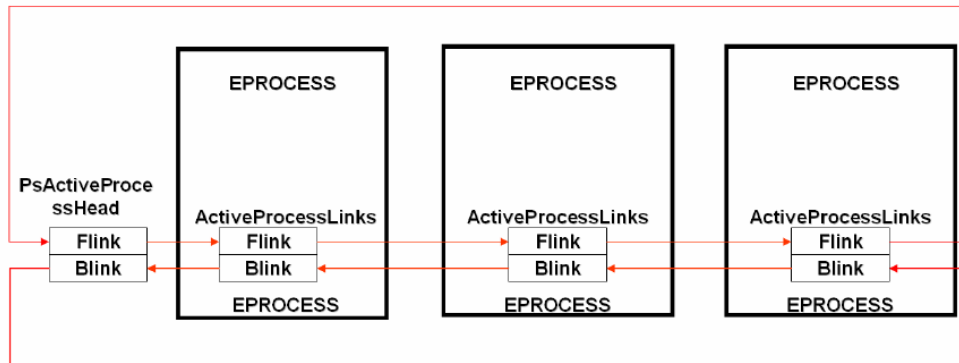 EPROCESS
EPROCESS
EPROCESS
PsActiveProce
ssHead
ActiveProcessLinks
ActiveProcessLinks
ActiveProcessLinks
Flink
Flink
Flink
Flink
Blink
Blink
Blink
Blink
EPROCESS
EPROCESS
EPROCESS